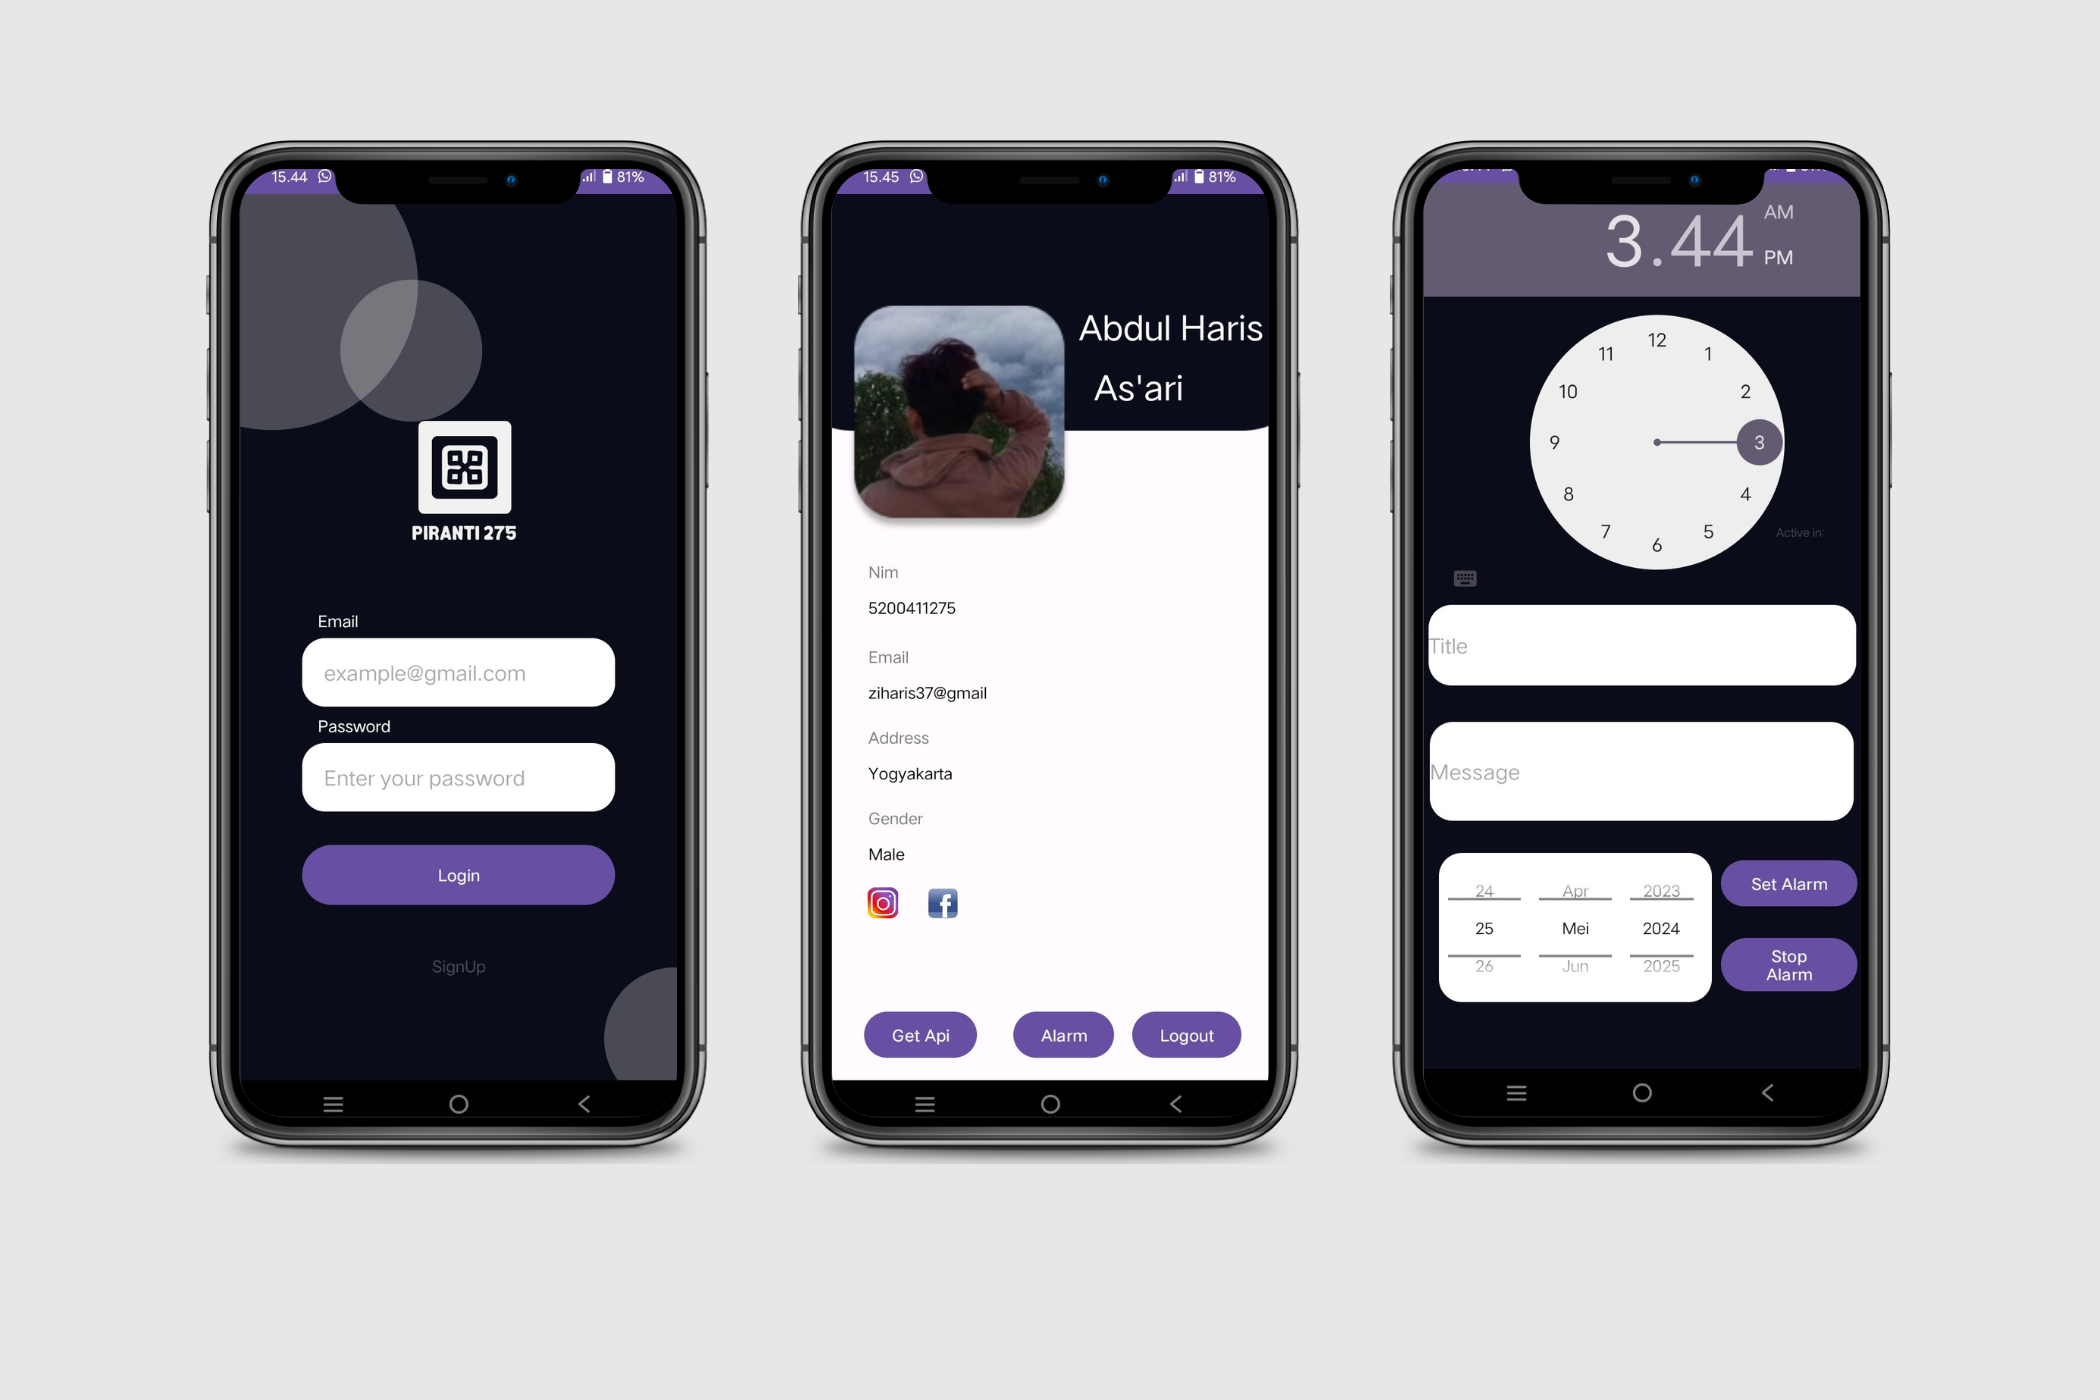 15.44
81%
PIRANTI 275
Email
example@gmail.com
Password
Enter your password
Login
SignUp
15.45
81%
Abdul Haris
As'ari
Nim
5200411275
Email
ziharis37@gmail
Address
Yogyakarta
Gender
Male
Get Api
Alarm
Logout
3.44
AM
PM
12
11
1
10
2
9
3
8
4
7
5
6
Active in:
Title
Message
24 Apr 2023
25 Mei 2024
26 Jun 2025
Set Alarm
Stop
Alarm